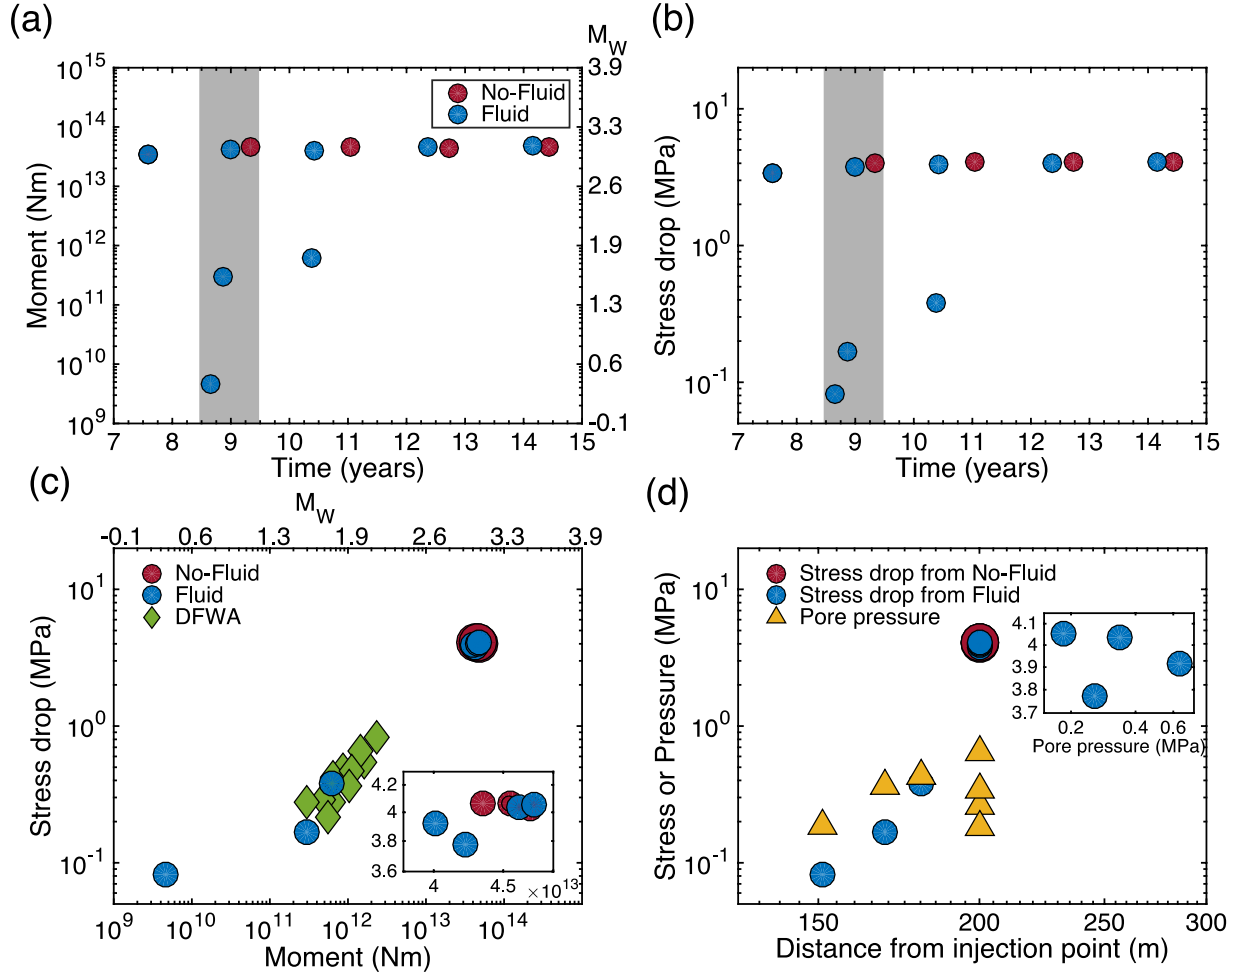 (a)
M_W
10^15
3.9
No-Fluid
Fluid
10^14
3.3
10^13
2.6
10^12
1.9
10^11
1.3
10^10
0.6
10^9
-0.1
Moment (Nm)
7 8 9 10 11 12 13 14 15
Time (years)
(b)
10^1
10^0
10^-1
Stress drop (MPa)
7 8 9 10 11 12 13 14 15
Time (years)
(c)
M_W
-0.1 0.6 1.3 1.9 2.6 3.3 3.9
No-Fluid
Fluid
DFWA
10^1
10^0
10^-1
Stress drop (MPa)
4.2
4
3.8
3.6
4 4.5
×10^13
10^9 10^10 10^11 10^12 10^13 10^14
Moment (Nm)
(d)
Stress drop from No-Fluid
Stress drop from Fluid
Pore pressure
10^1
10^0
10^-1
Stress or Pressure (MPa)
4.1
4
3.9
3.8
3.7
0.2 0.4 0.6
Pore pressure (MPa)
150 200 250 300
Distance from injection point (m)